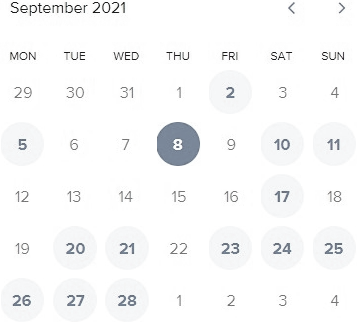 September 2021
MON TUE WED THU FRI SAT SUN
29 30 31 1 2 3 4
5 6 7 8 9 10 11
12 13 14 15 16 17 18
19 20 21 22 23 24 25
26 27 28 1 2 3 4